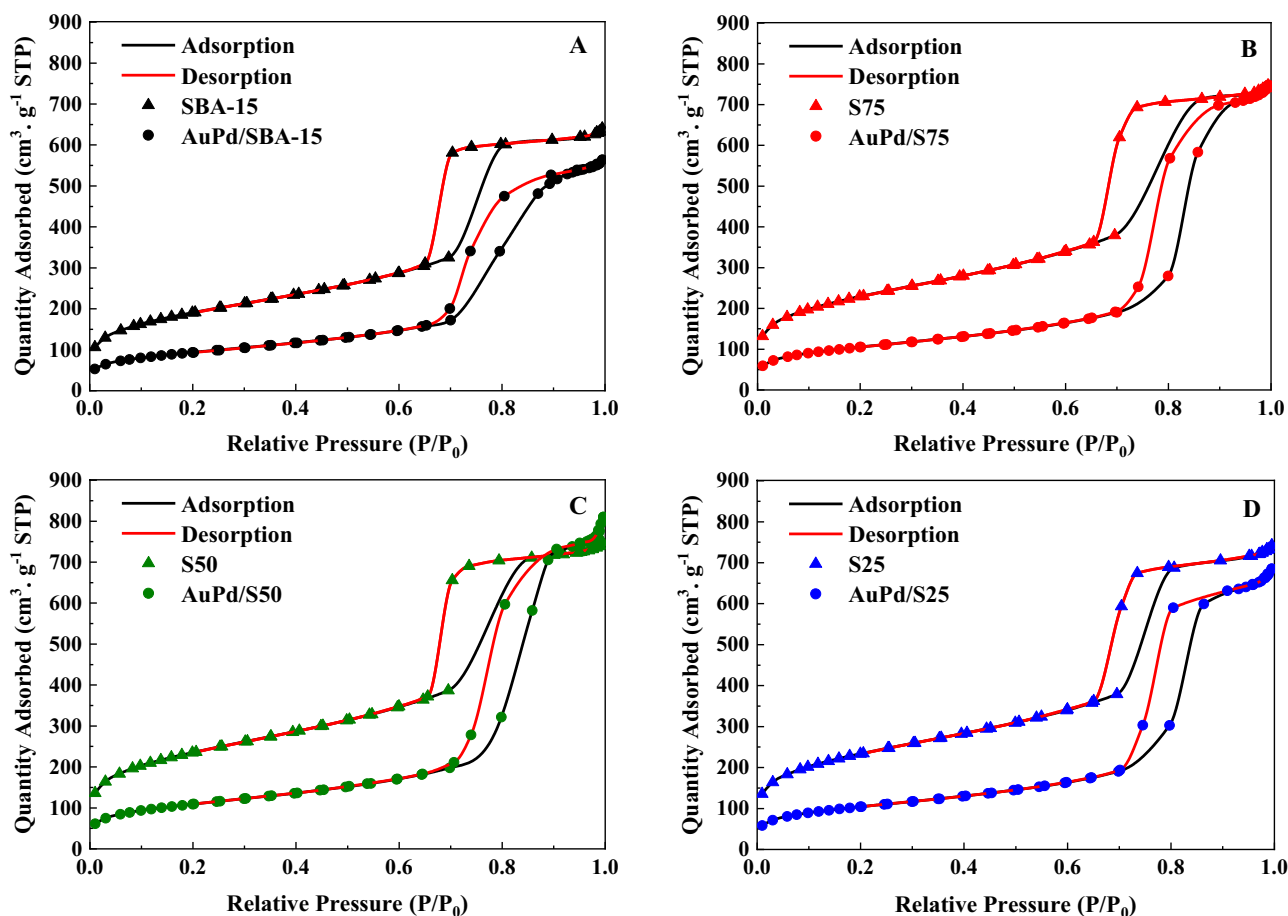 A
Adsorption
Desorption
SBA-15
AuPd/SBA-15
Quantity Adsorbed (cm³· g⁻¹ STP)
900
800
700
600
500
400
300
200
100
0
0.0 0.2 0.4 0.6 0.8 1.0
Relative Pressure (P/P₀)
B
Adsorption
Desorption
S75
AuPd/S75
Quantity Adsorbed (cm³· g⁻¹ STP)
900
800
700
600
500
400
300
200
100
0
0.0 0.2 0.4 0.6 0.8 1.0
Relative Pressure (P/P₀)
C
Adsorption
Desorption
S50
AuPd/S50
Quantity Adsorbed (cm³· g⁻¹ STP)
900
800
700
600
500
400
300
200
100
0
0.0 0.2 0.4 0.6 0.8 1.0
Relative Pressure (P/P₀)
D
Adsorption
Desorption
S25
AuPd/S25
Quantity Adsorbed (cm³· g⁻¹ STP)
900
800
700
600
500
400
300
200
100
0
0.0 0.2 0.4 0.6 0.8 1.0
Relative Pressure (P/P₀)